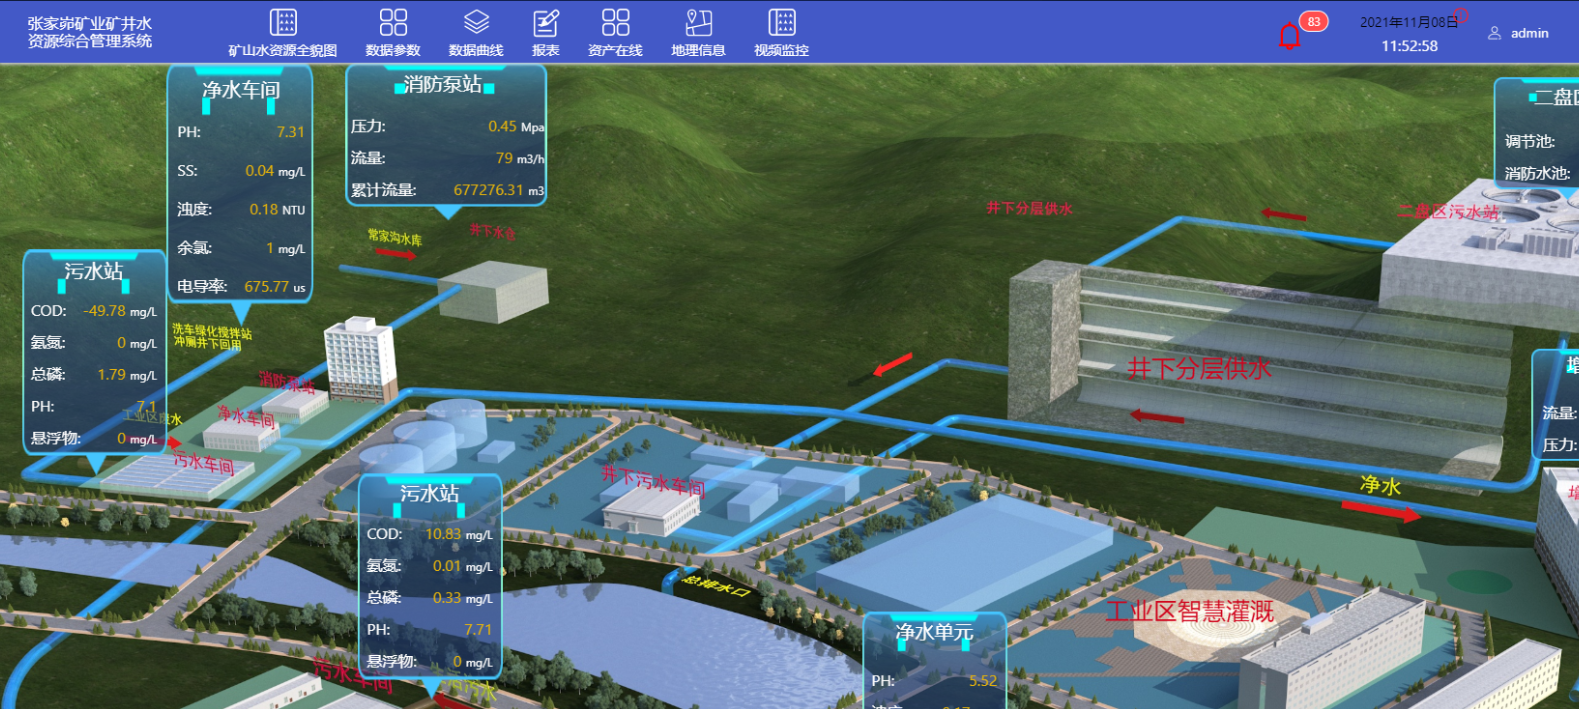 张家峁矿业矿井水
资源综合管理系统
矿山水资源全貌图
数据参数
数据曲线
报表
资产在线
地理信息
视频监控
83
2021年11月08日
11:52:58
admin
净水车间
PH: 7.31
SS: 0.04 mg/L
浊度: 0.18 NTU
余氯: 1 mg/L
电导率: 675.77 us
消防泵站
压力: 0.45 Mpa
流量: 79 m3/h
累计流量: 677276.31 m3
二盘区
调节池:
消防水池:
井下分层供水
二盘区污水站
常家沟水库
井下水仓
污水站
COD: -49.78 mg/L
氨氮: 0 mg/L
总磷: 1.79 mg/L
PH: 7.1
悬浮物: 0 mg/L
洗车绿化搅拌站
冲厕井下回用
消防泵站
净水车间
污水车间
井下分层供水
增
流量:
压力:
井下污水车间
净水
污水站
COD: 10.83 mg/L
氨氮: 0.01 mg/L
总磷: 0.33 mg/L
PH: 7.71
悬浮物: 0 mg/L
总排水口
工业区智慧灌溉
净水单元
PH: 5.52
污水车间